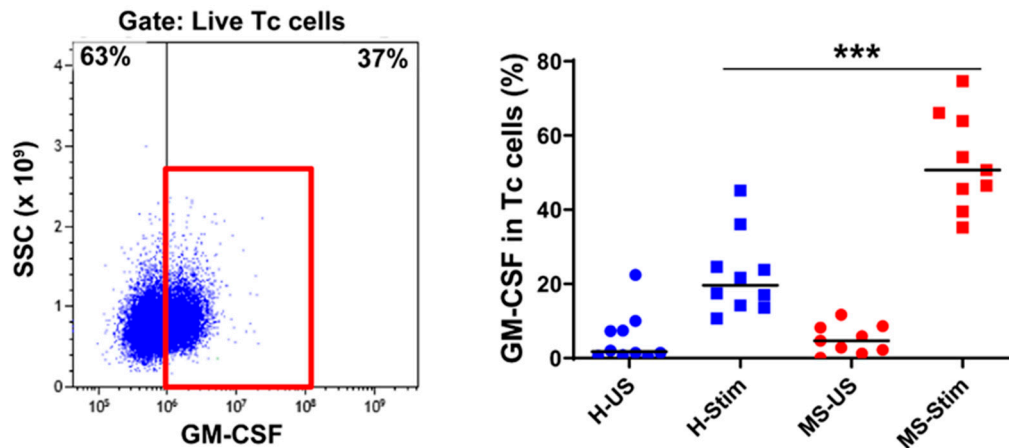 Gate: Live Tc cells
63%
37%
4
3
2
1
0
SSC (x 10⁹)
10⁵
10⁶
10⁷
10⁸
10⁹
GM-CSF
***
80
60
40
20
0
GM-CSF in Tc cells (%)
H-US
H-Stim
MS-US
MS-Stim